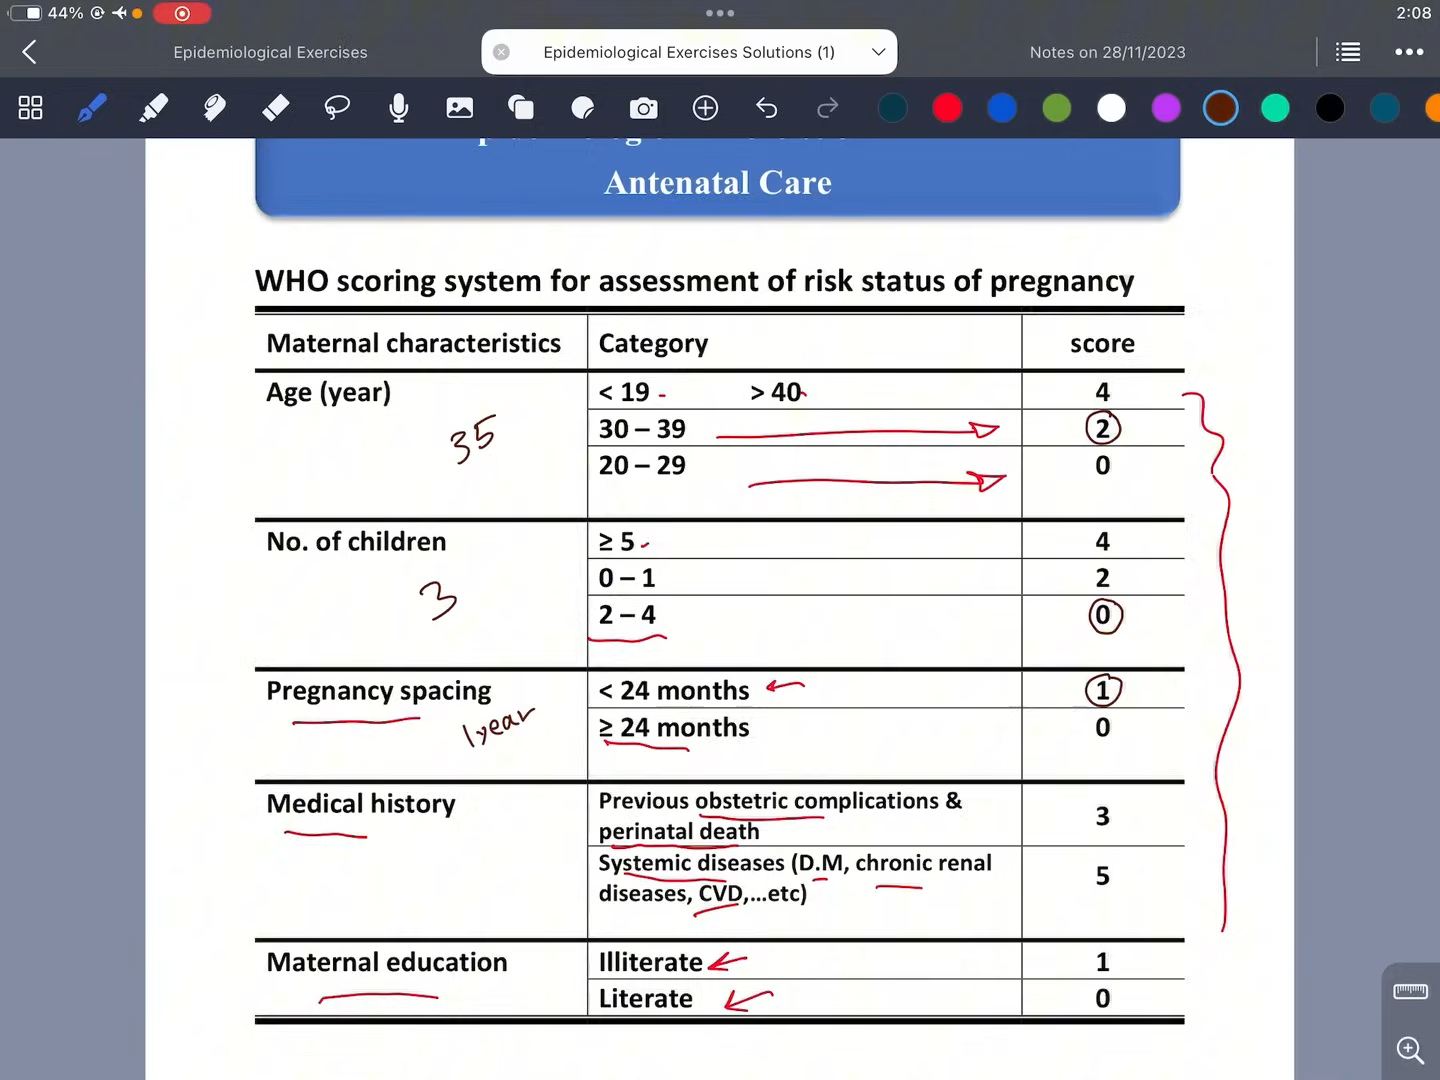 44%
2:08
Epidemiological Exercises
Epidemiological Exercises Solutions (1)
Notes on 28/11/2023
Antenatal Care
WHO scoring system for assessment of risk status of pregnancy
Maternal characteristics Category score
Age (year) < 19 > 40 4
30 – 39 2
35
20 – 29 0
No. of children ≥ 5 4
0 – 1 2
3
2 – 4 0
Pregnancy spacing < 24 months 1
1year
≥ 24 months 0
Medical history Previous obstetric complications &
perinatal death 3
Systemic diseases (D.M, chronic renal
diseases, CVD,...etc) 5
Maternal education Illiterate 1
Literate 0